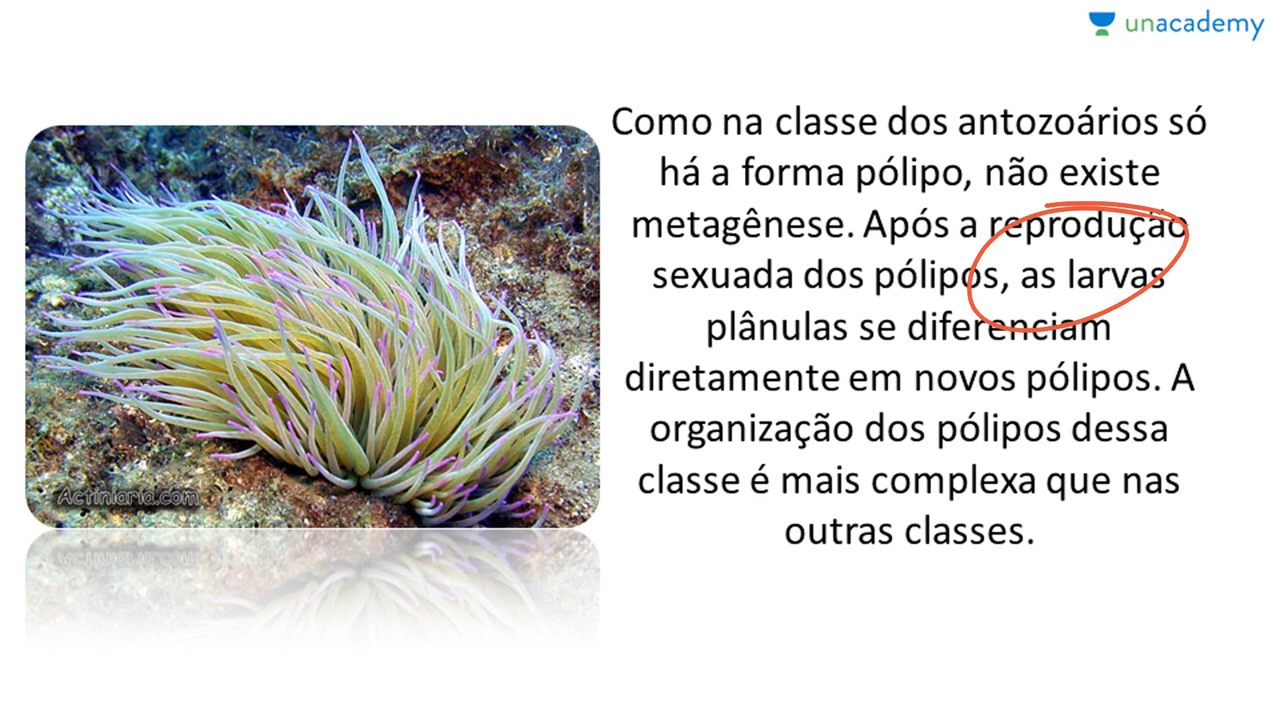 unacademy
Como na classe dos antozoários só
há a forma pólipo, não existe
metagênese. Após a reprodução
sexuada dos pólipos, as larvas
plânulas se diferenciam
diretamente em novos pólipos. A
organização dos pólipos dessa
classe é mais complexa que nas
outras classes.
Actiniaria.com